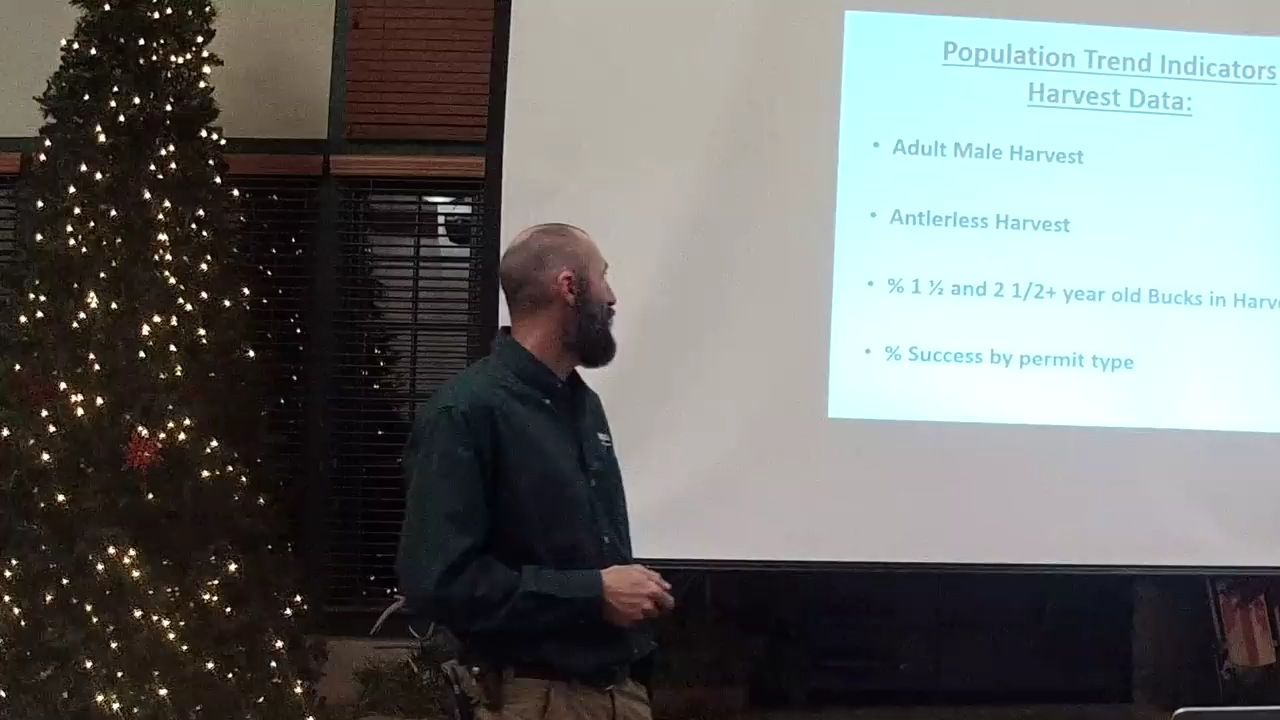 Population Trend Indicators
Harvest Data:
• Adult Male Harvest
• Antlerless Harvest
• % 1 ½ and 2 1/2+ year old Bucks in Harv
• % Success by permit type